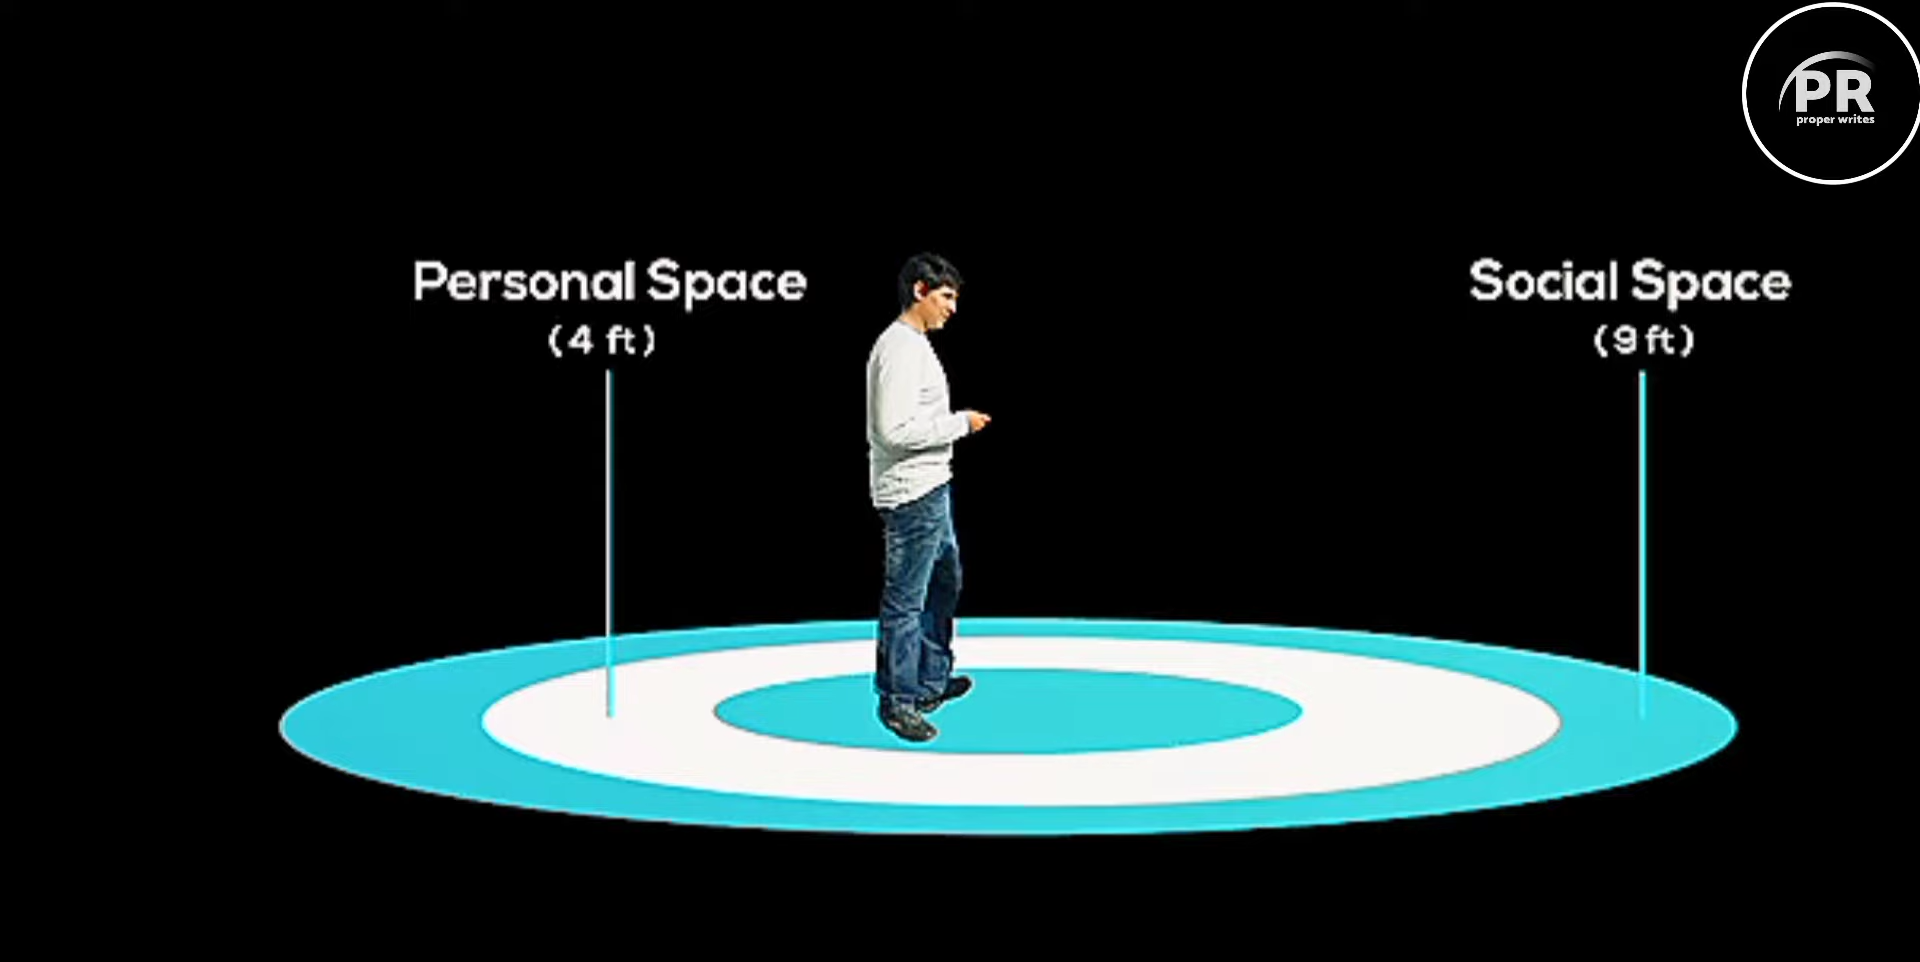 PR
proper writes
Personal Space
(4 ft)
Social Space
(9 ft)